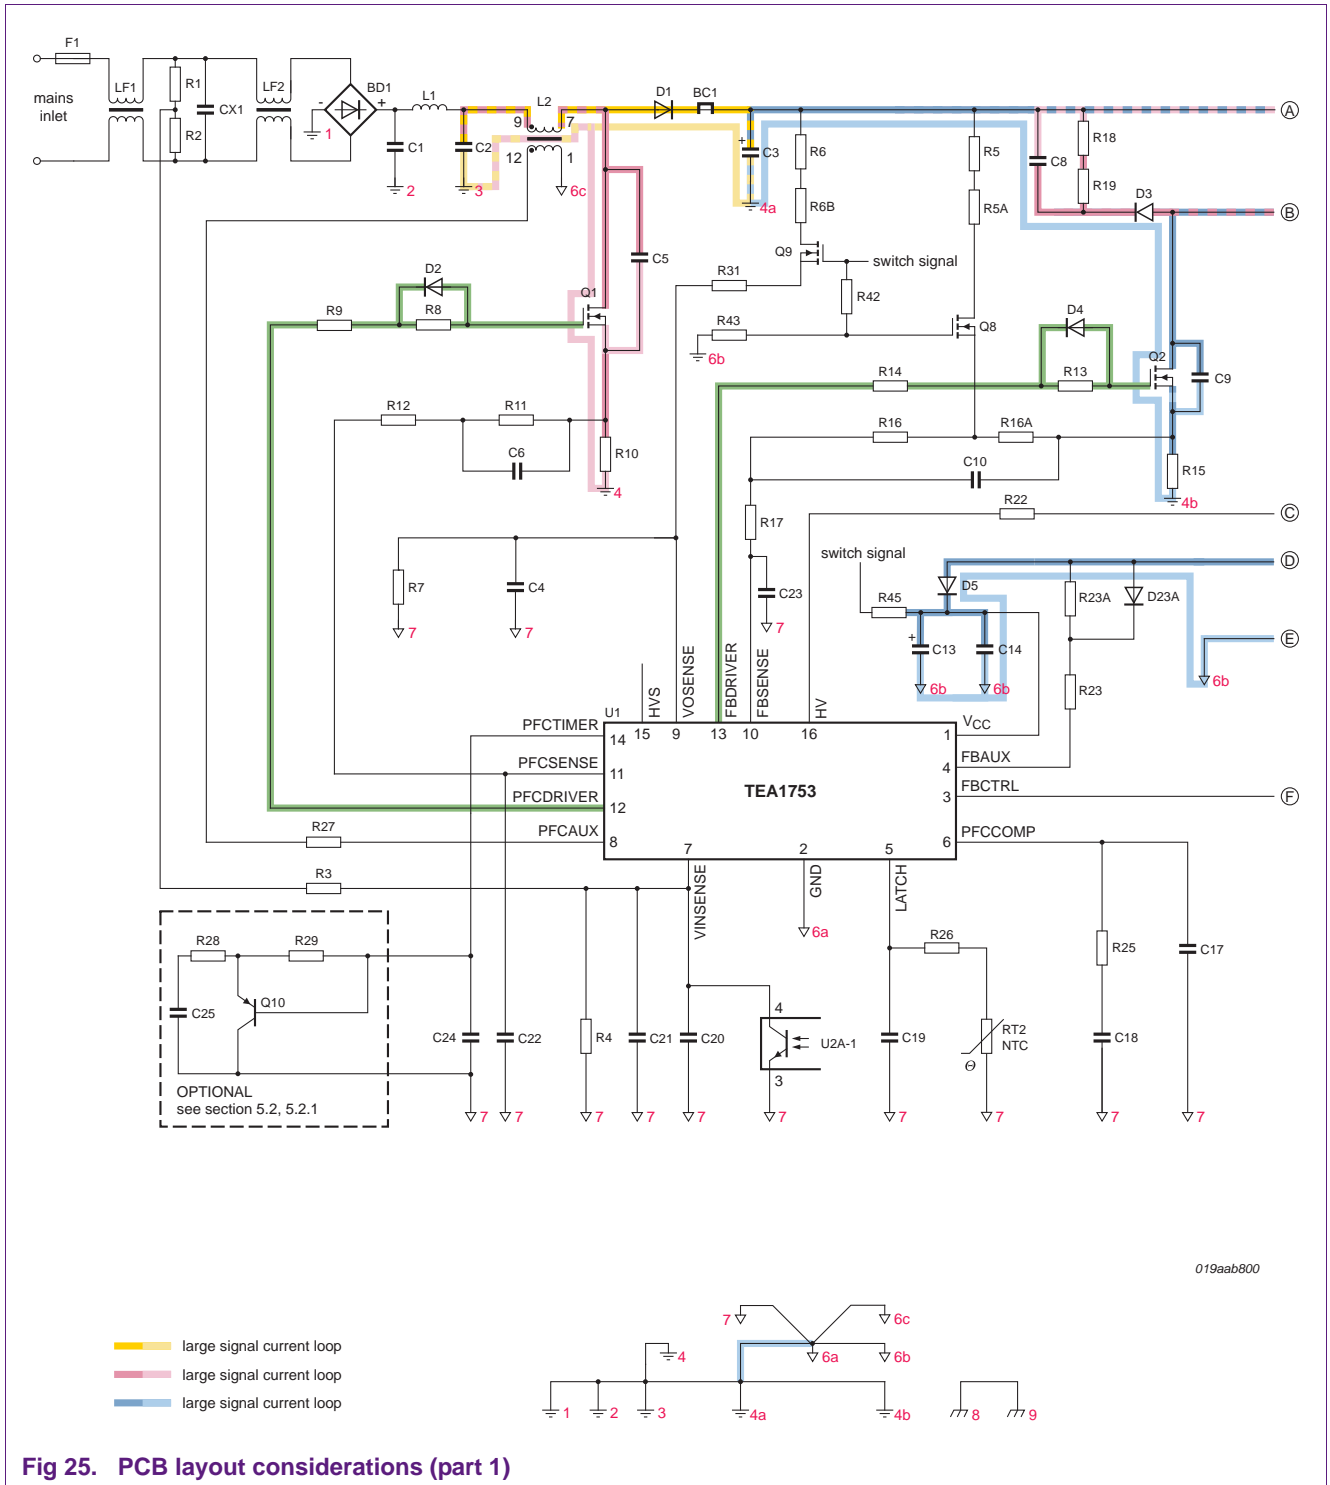 F1
mains
inlet
LF1
R1
R2
CX1
LF2
BD1
-
+
1
L1
C1
2
C2
3
9
L2
7
12
1
6c
D1
BC1
+
C3
4a
R6
R6B
Q9
switch signal
R5
R5A
C8
R18
R19
D3
A
B
C5
D2
R9
R8
Q1
R31
R42
R43
6b
Q8
D4
R14
R13
Q2
C9
R12
R11
C6
R10
4
R16
R16A
C10
R15
4b
R22
C
R17
switch signal
D
R7
7
C4
7
C23
7
R45
D5
R23A
D23A
+
C13
6b
C14
6b
E
6b
R23
U1
HVS
VOSENSE
FBDRIVER
FBSENSE
HV
PFCTIMER
14
15
9
13
10
16
VCC
1
PFCSENSE
11
FBAUX
4
PFCDRIVER
12
TEA1753
FBCTRL
3
F
R27
PFCAUX
8
PFCCOMP
6
7
2
5
R3
VINSENSE
GND
LATCH
6a
R28
R29
Q10
C25
OPTIONAL
see section 5.2, 5.2.1
C24
7
C22
7
R4
7
C21
7
C20
7
4
U2A-1
3
7
R26
C19
7
RT2
NTC
Θ
7
R25
C18
7
C17
7
019aab800
7
6c
large signal current loop
4
6a
6b
large signal current loop
large signal current loop
1
2
3
4a
4b
8
9
Fig 25. PCB layout considerations (part 1)